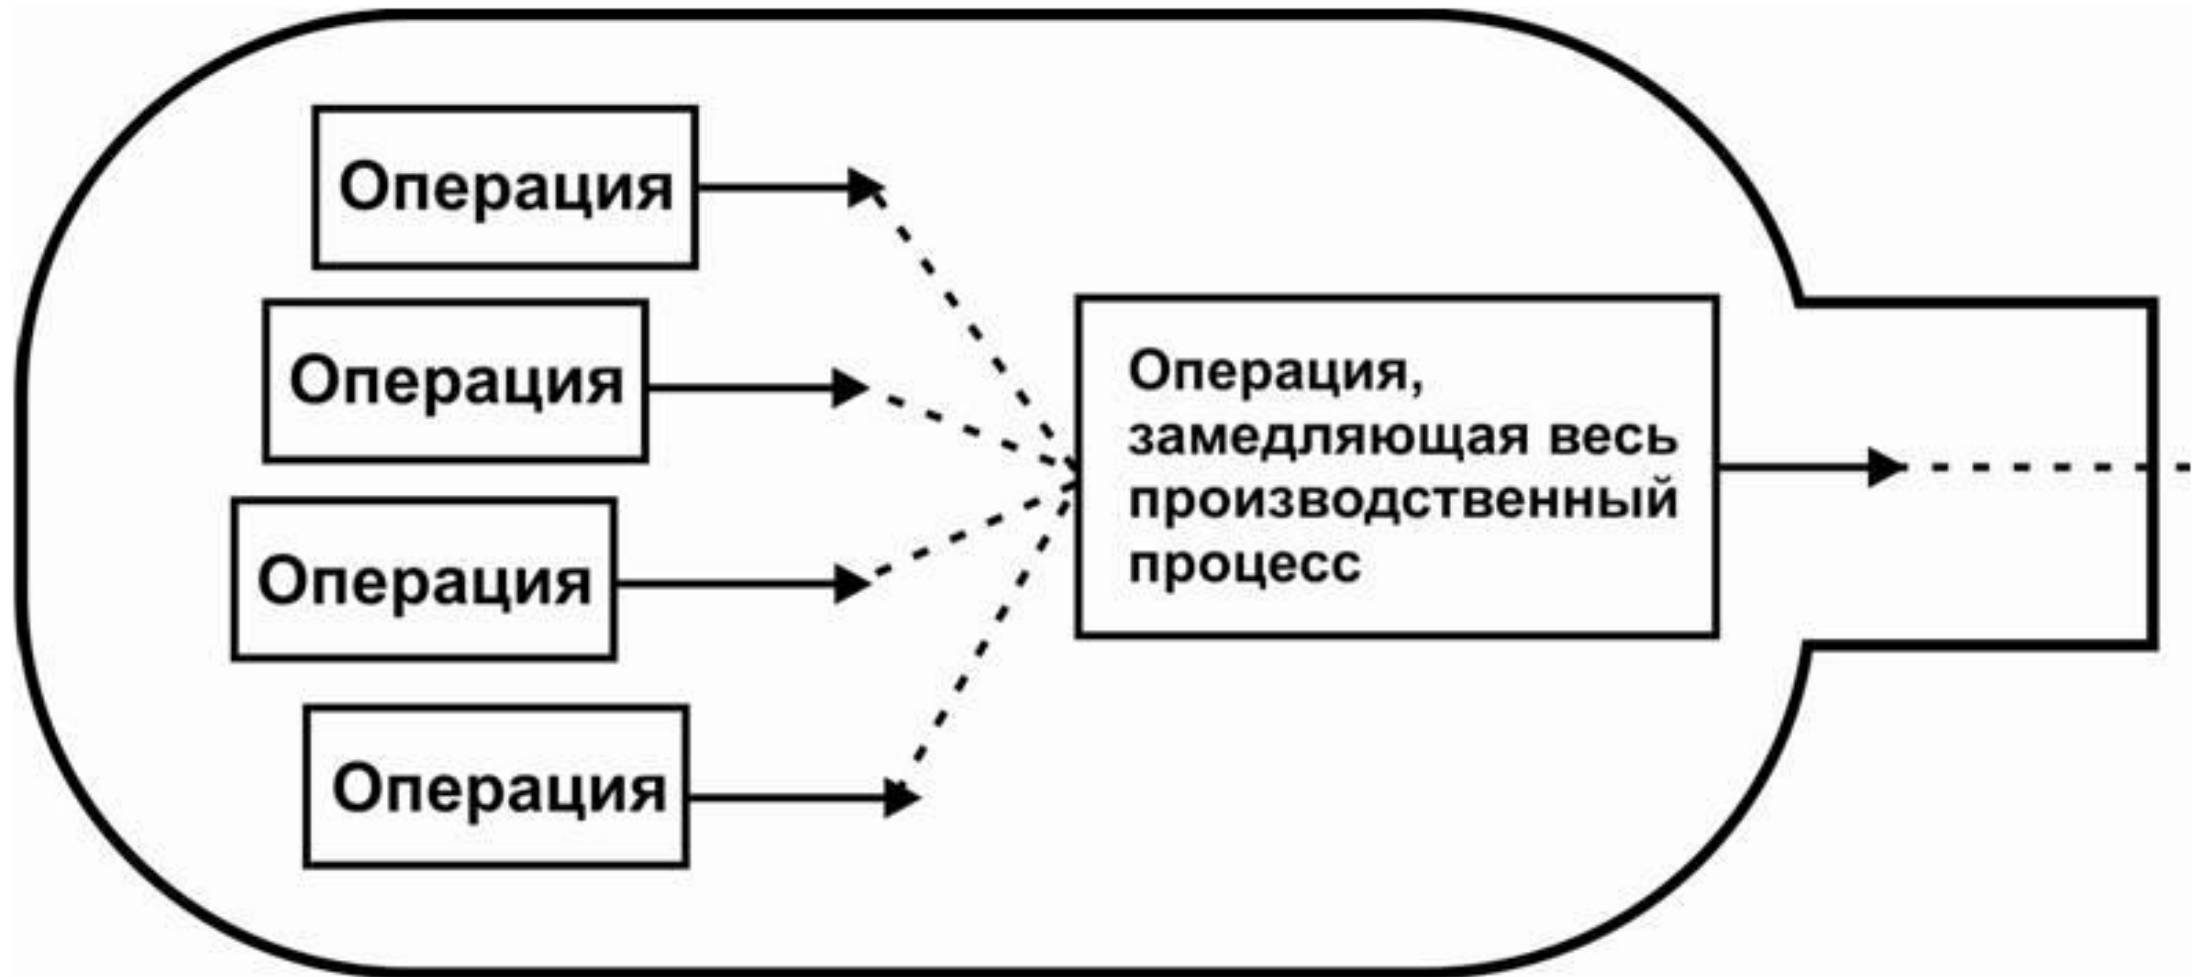 Операция
Операция
Операция
Операция
Операция,
замедляющая весь
производственный
процесс